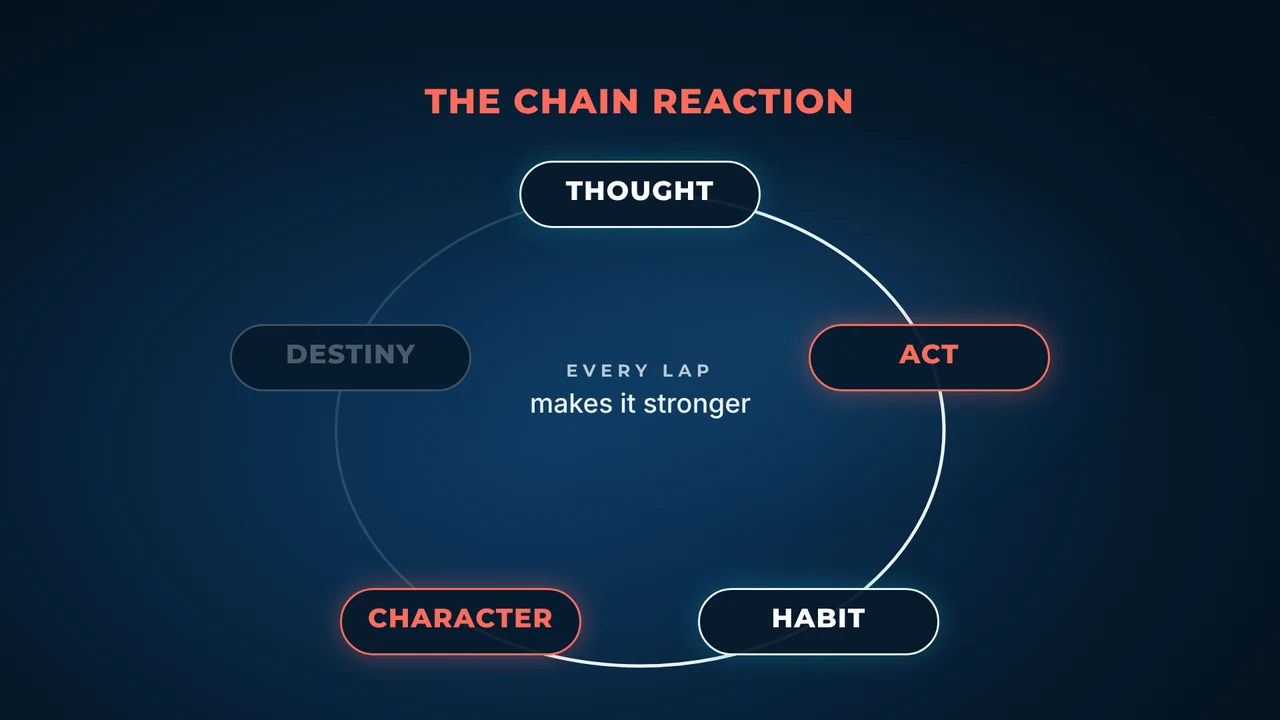 THE CHAIN REACTION
THOUGHT
DESTINY
ACT
EVERY LAP
makes it stronger
CHARACTER
HABIT